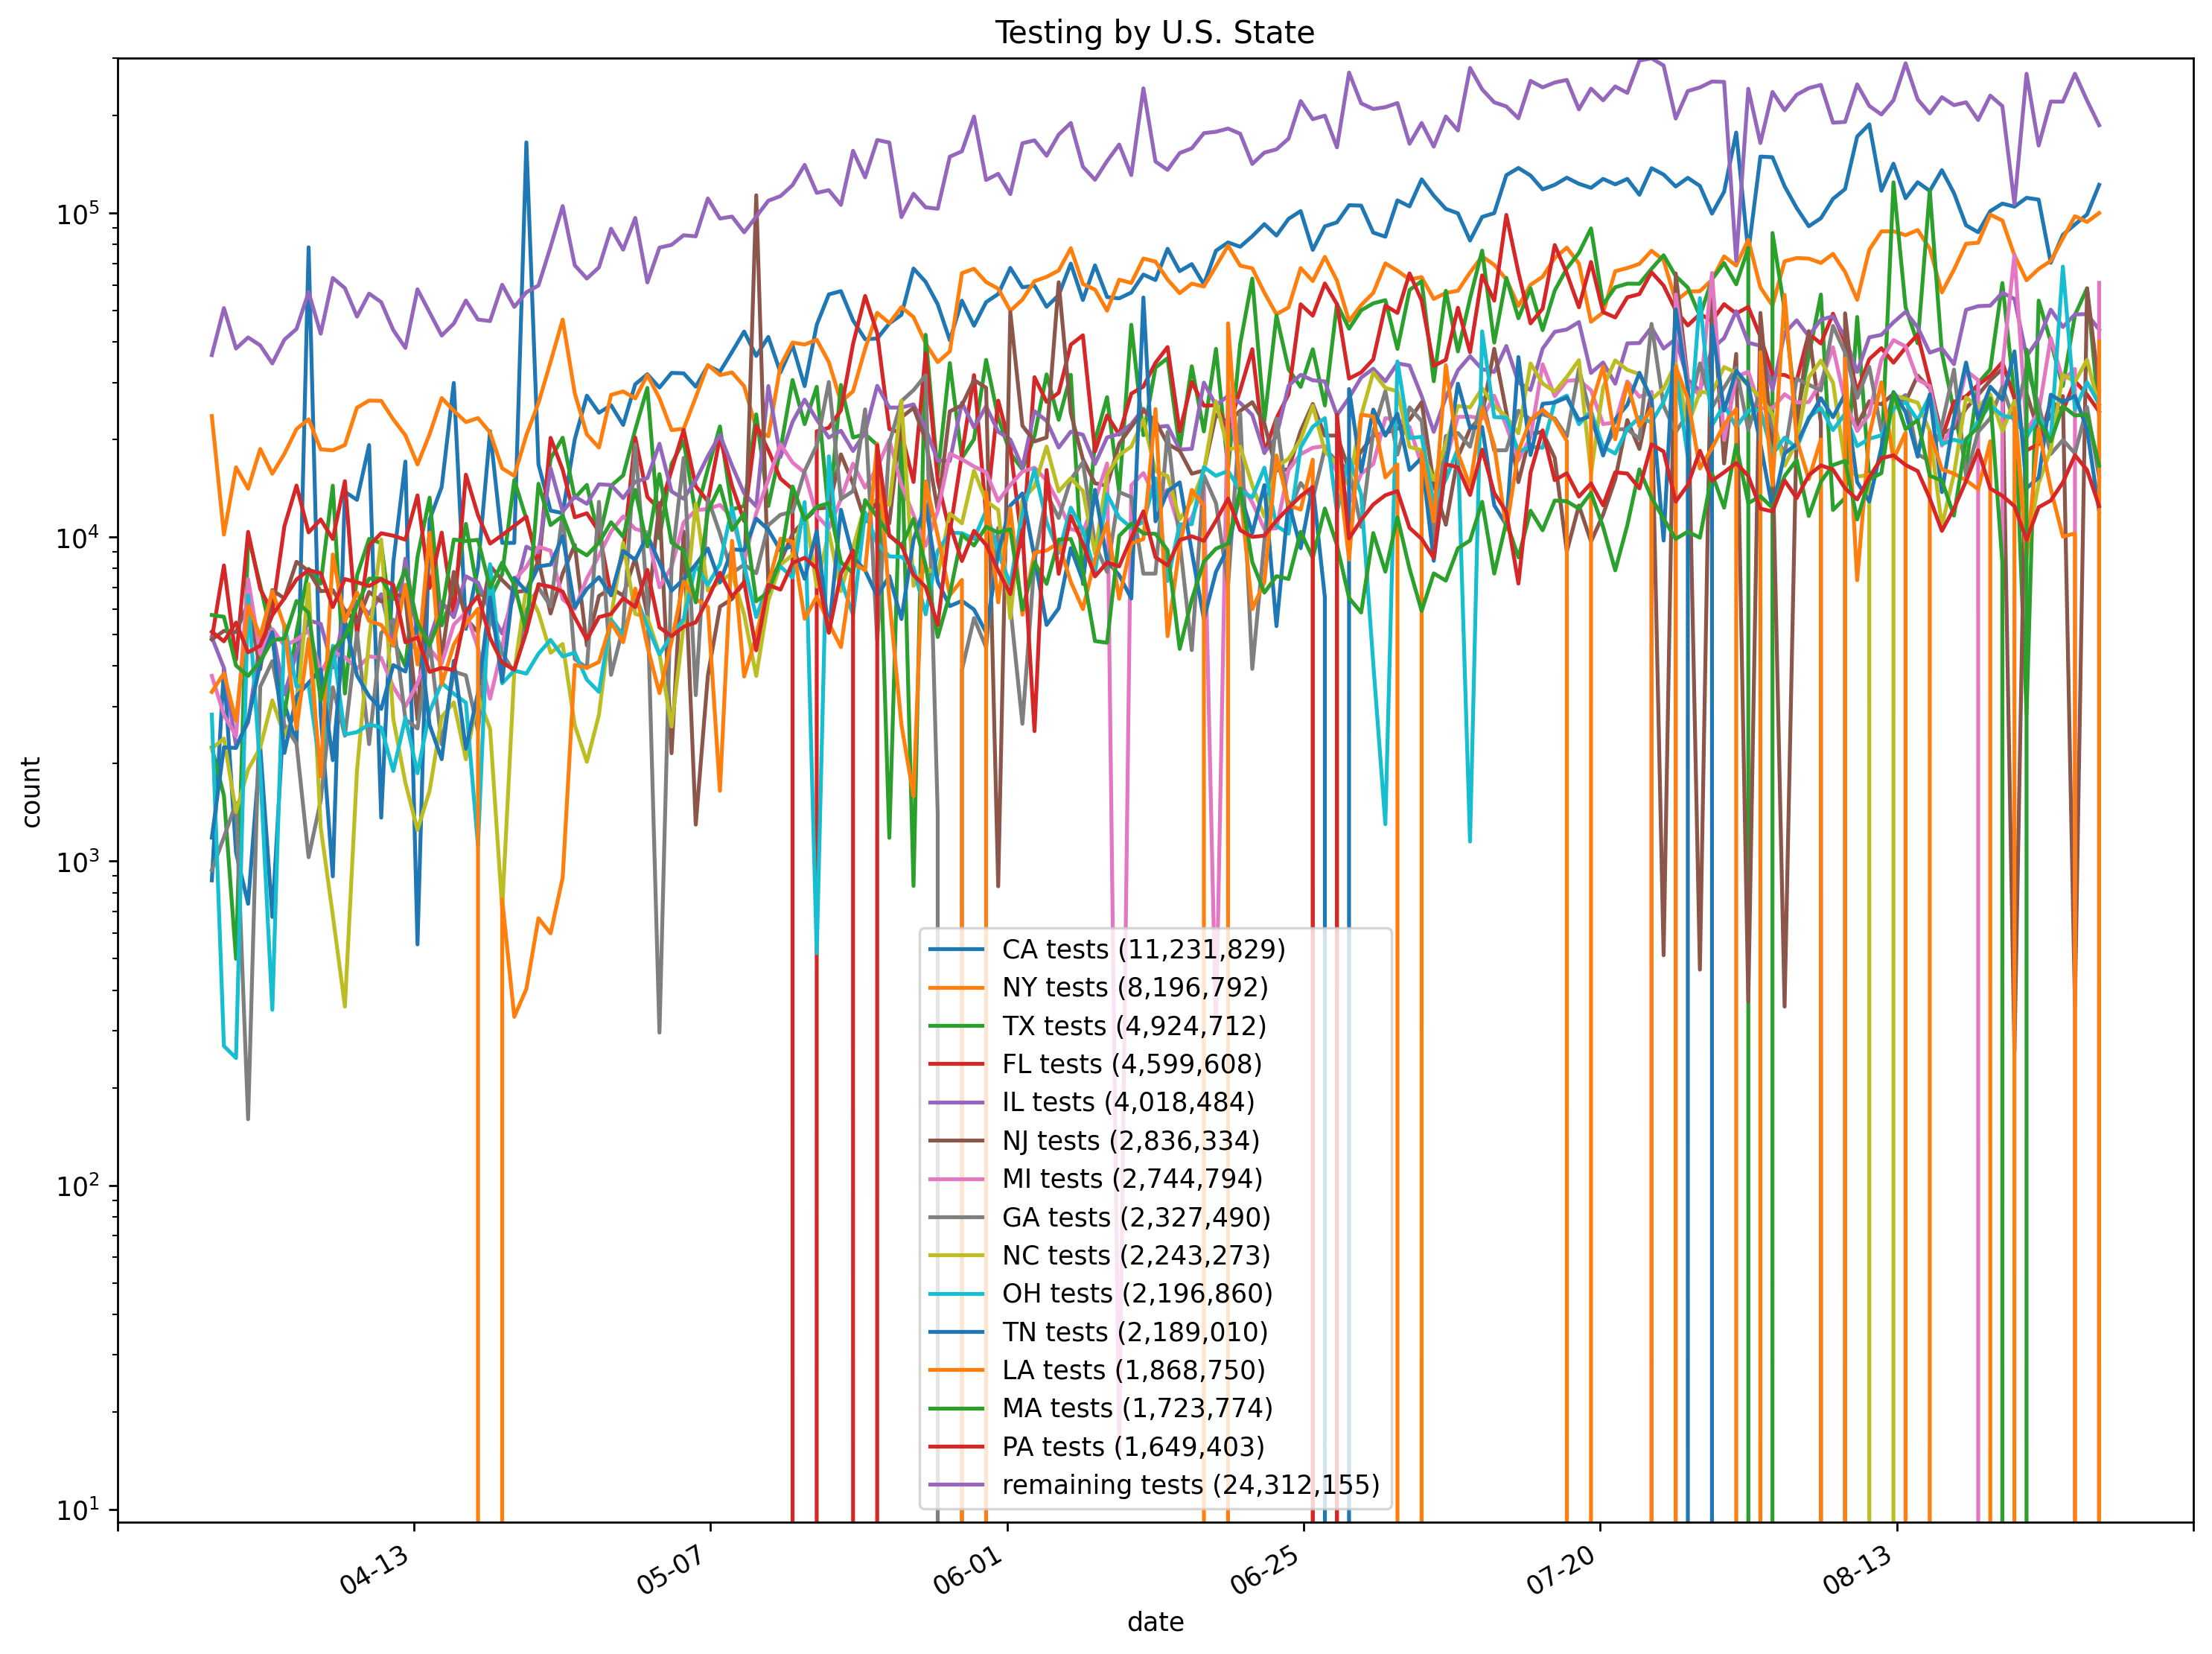 Testing by U.S. State
count
10^5
10^4
10^3
10^2
10^1
CA tests (11,231,829)
NY tests (8,196,792)
TX tests (4,924,712)
FL tests (4,599,608)
IL tests (4,018,484)
NJ tests (2,836,334)
MI tests (2,744,794)
GA tests (2,327,490)
NC tests (2,243,273)
OH tests (2,196,860)
TN tests (2,189,010)
LA tests (1,868,750)
MA tests (1,723,774)
PA tests (1,649,403)
remaining tests (24,312,155)
04-13
05-07
06-01
06-25
07-20
08-13
date